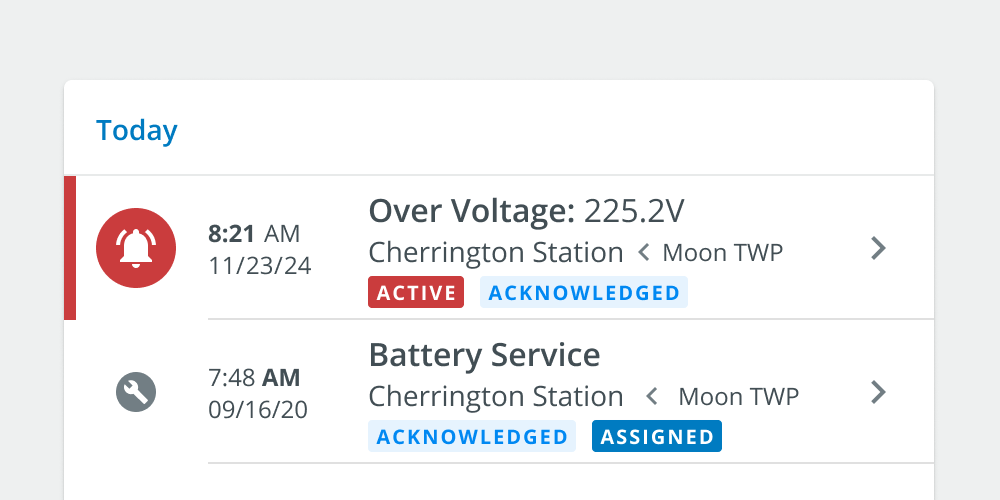 Today
8:21 AM
11/23/24
Over Voltage: 225.2V
Cherrington Station Moon TWP
ACTIVE ACKNOWLEDGED
7:48 AM
09/16/20
Battery Service
Cherrington Station Moon TWP
ACKNOWLEDGED ASSIGNED